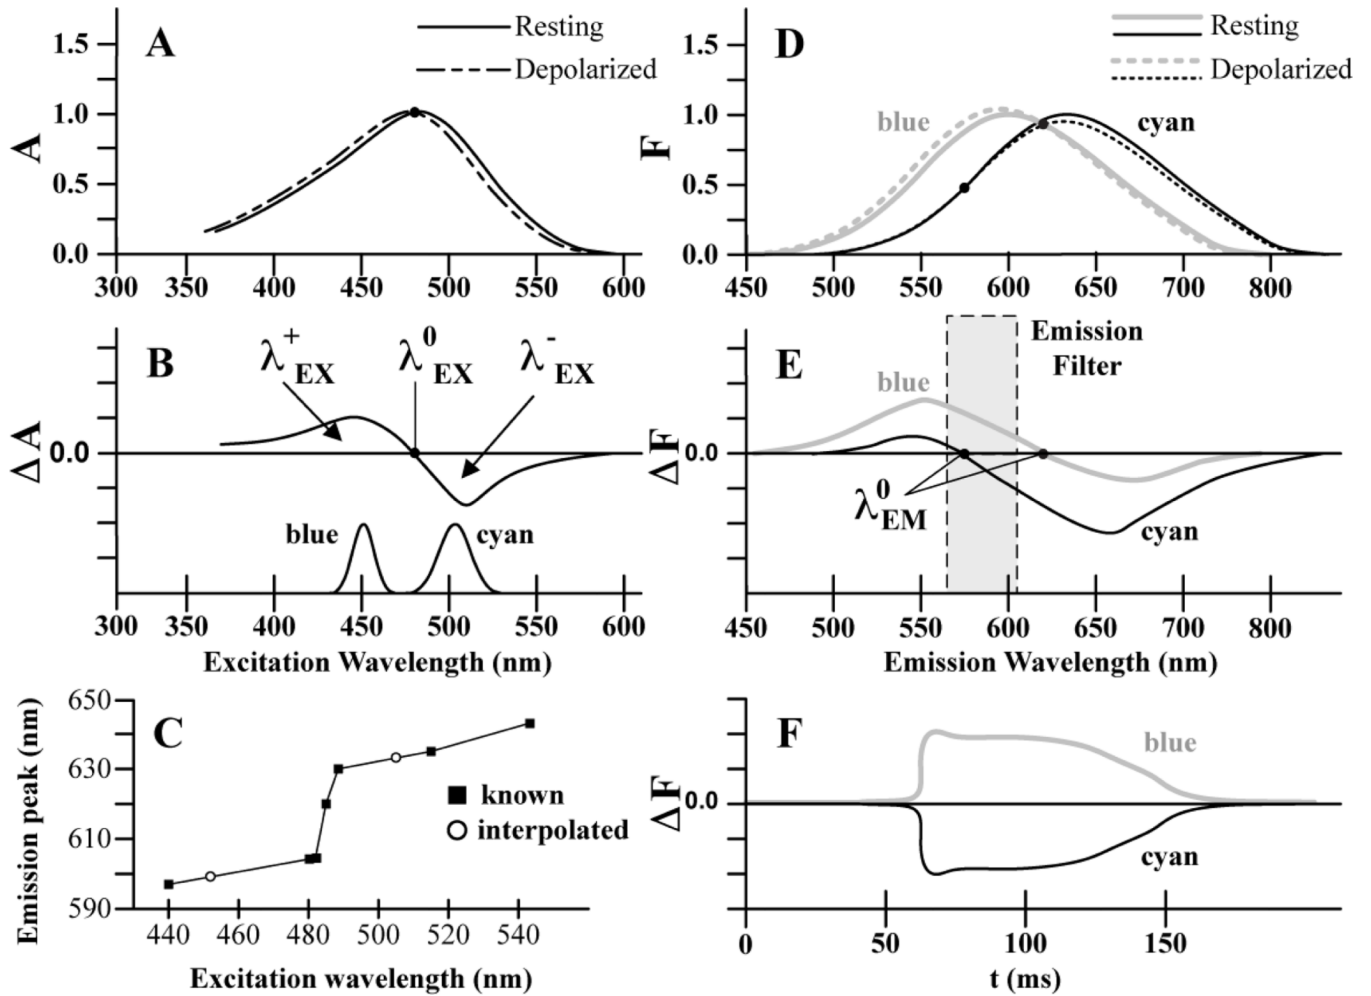 A
Resting
Depolarized
A
1.5
1.0
0.5
0.0
300 350 400 450 500 550 600
D
Resting
Depolarized
blue
cyan
F
1.5
1.0
0.5
0.0
450 500 550 600 650 600 700 800
B
λ+EX
λ0EX
λ-EX
ΔA
0.0
blue
cyan
300 350 400 450 500 550 600
Excitation Wavelength (nm)
E
Emission
Filter
blue
ΔF
0.0
λ0EM
cyan
450 500 550 600 650 600 700 800
Emission Wavelength (nm)
C
Emission peak (nm)
650
630
610
590
known
interpolated
440 460 480 500 520 540
Excitation wavelength (nm)
F
blue
ΔF
0.0
cyan
0 50 100 150
t (ms)